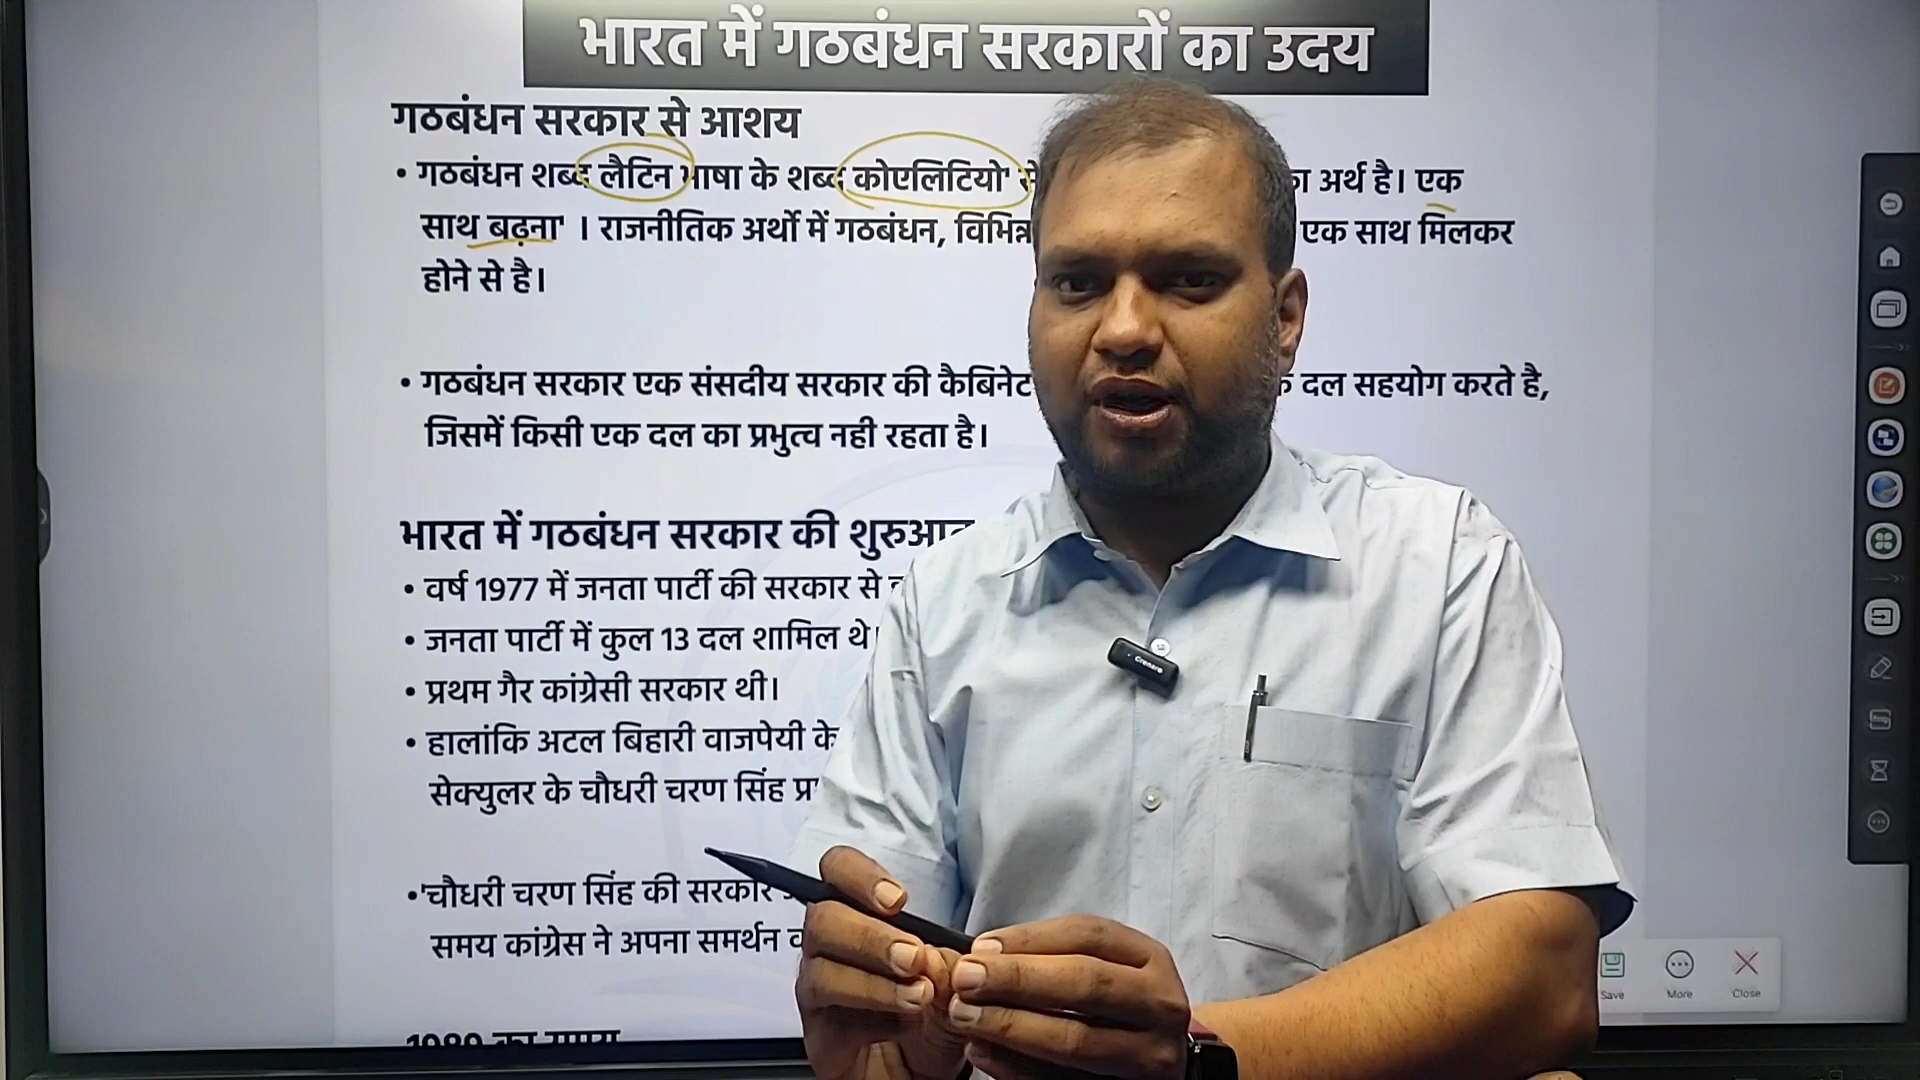 भारत में गठबंधन सरकारों का उदय
गठबंधन सरकार से आशय
• गठबंधन शब्द लैटिन भाषा के शब्द कोएलिटियो' अर्थ है। एक
साथ बढ़ना' । राजनीतिक अर्थो में गठबंधन, विभिन्न एक साथ मिलकर
होने से है।
• गठबंधन सरकार एक संसदीय सरकार की कैबिनेट दल सहयोग करते है,
जिसमें किसी एक दल का प्रभुत्व नही रहता है।
भारत में गठबंधन सरकार की
• वर्ष 1977 में जनता पार्टी की सरकार से
• जनता पार्टी में कुल 13 दल शामिल थे
• प्रथम गैर कांग्रेसी सरकार थी।
• हालांकि अटल बिहारी वाजपेयी के
सेक्युलर के चौधरी चरण सिंह
•'चौधरी चरण सिंह की सरकार
समय कांग्रेस ने अपना समर्थन
Save
More
Close